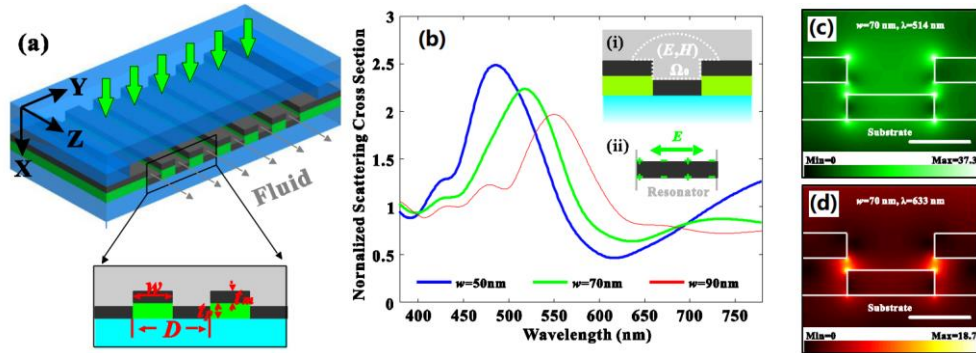 (a)
Y
Z
X
Fluid
w
D
(b)
Normalized Scattering Cross Section
3
2.5
2
1.5
1
0.5
0
400 450 500 550 600 650 700 750
Wavelength (nm)
w=50nm w=70nm w=90nm
(i)
(E,H)
Ω₀
(ii)
E
Resonator
(c)
w=70 nm, λ=514 nm
Substrate
Min=0 Max=37.3
(d)
w=70 nm, λ=633 nm
Substrate
Min=0 Max=18.7